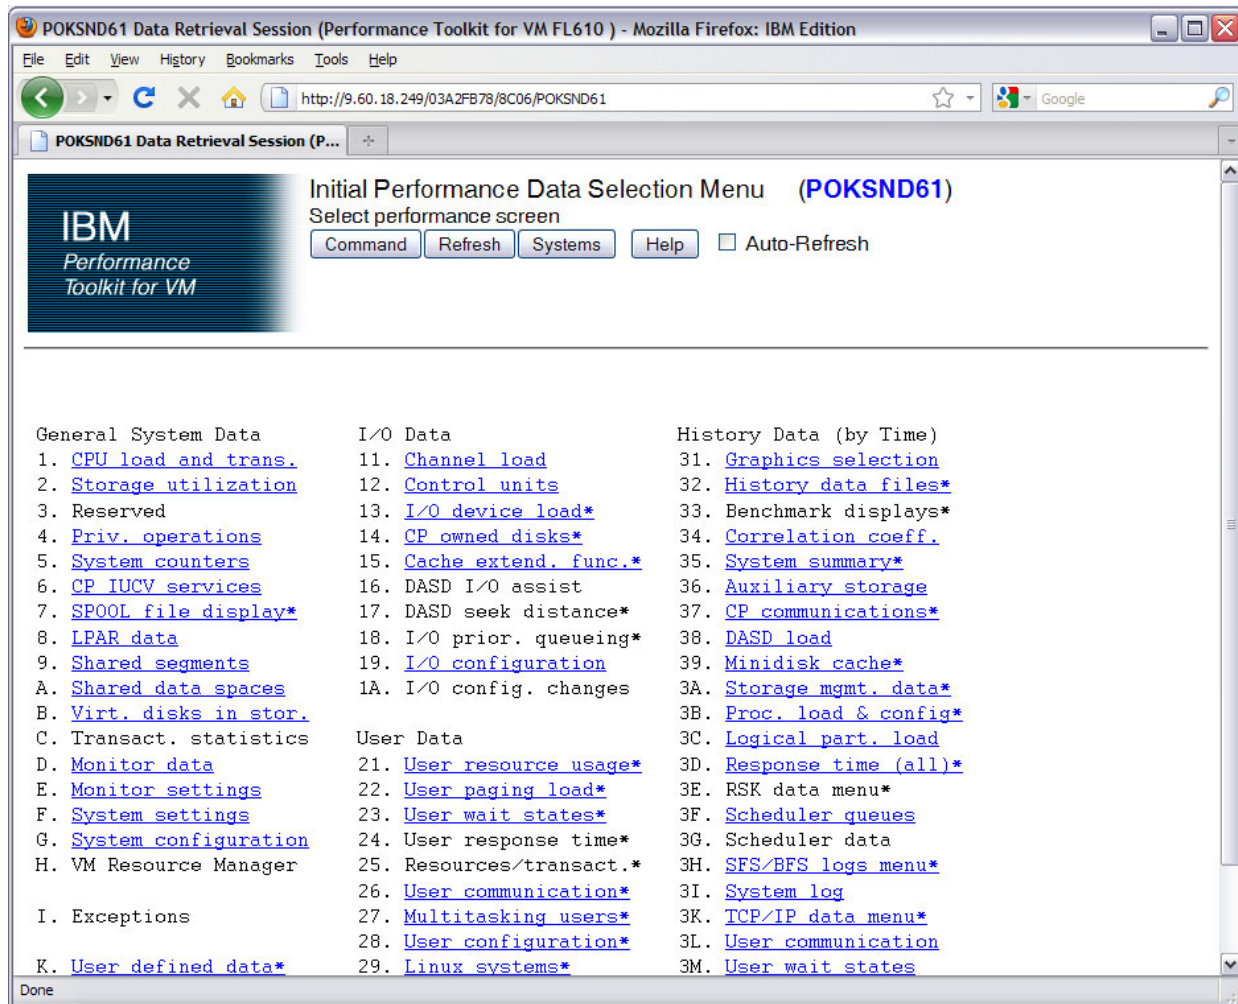 POKSND61 Data Retrieval Session (Performance Toolkit for VM FL610 ) - Mozilla Firefox: IBM Edition
File Edit View History Bookmarks Tools Help
http://9.60.18.249/03A2FB78/8C06/POKSND61 Google
POKSND61 Data Retrieval Session (P...
Initial Performance Data Selection Menu (POKSND61)
Select performance screen
Command Refresh Systems Help Auto-Refresh
IBM
Performance
Toolkit for VM
General System Data I/O Data History Data (by Time)
1. CPU load and trans. 11. Channel load 31. Graphics selection
2. Storage utilization 12. Control units 32. History data files*
3. Reserved 13. I/O device load* 33. Benchmark displays*
4. Priv. operations 14. CP owned disks* 34. Correlation coeff.
5. System counters 15. Cache extend. func.* 35. System summary*
6. CP IUCV services 16. DASD I/O assist 36. Auxiliary storage
7. SPOOL file display* 17. DASD seek distance* 37. CP communications*
8. LPAR data 18. I/O prior. queueing* 38. DASD load
9. Shared segments 19. I/O configuration 39. Minidisk cache*
A. Shared data spaces 1A. I/O config. changes 3A. Storage mgmt. data*
B. Virt. disks in stor. 3B. Proc. load & config*
C. Transact. statistics User Data 3C. Logical part. load
D. Monitor data 21. User resource usage* 3D. Response time (all)*
E. Monitor settings 22. User paging load* 3E. RSK data menu*
F. System settings 23. User wait states* 3F. Scheduler queues
G. System configuration 24. User response time* 3G. Scheduler data
H. VM Resource Manager 25. Resources/transact.* 3H. SFS/BFS logs menu*
26. User communication* 3I. System log
I. Exceptions 27. Multitasking users* 3K. TCP/IP data menu*
28. User configuration* 3L. User communication
K. User defined data* 29. Linux systems* 3M. User wait states
Done